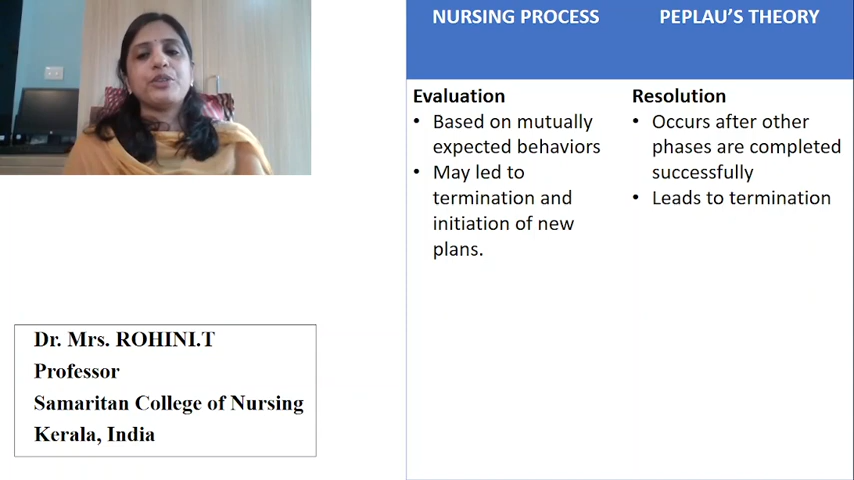 NURSING PROCESS
PEPLAU'S THEORY
Evaluation
• Based on mutually
expected behaviors
• May led to
termination and
initiation of new
plans.
Resolution
• Occurs after other
phases are completed
successfully
• Leads to termination
Dr. Mrs. ROHINI.T
Professor
Samaritan College of Nursing
Kerala, India